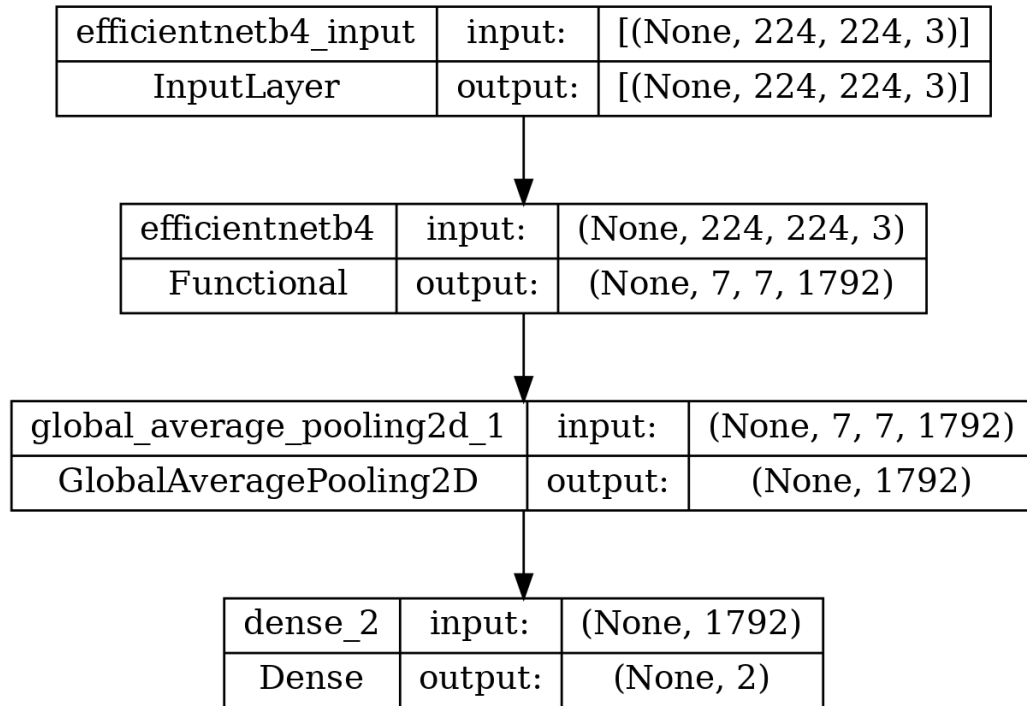 efficientnetb4_input input: [(None, 224, 224, 3)]
InputLayer output: [(None, 224, 224, 3)]
efficientnetb4 input: (None, 224, 224, 3)
Functional output: (None, 7, 7, 1792)
global_average_pooling2d_1 input: (None, 7, 7, 1792)
GlobalAveragePooling2D output: (None, 1792)
dense_2 input: (None, 1792)
Dense output: (None, 2)